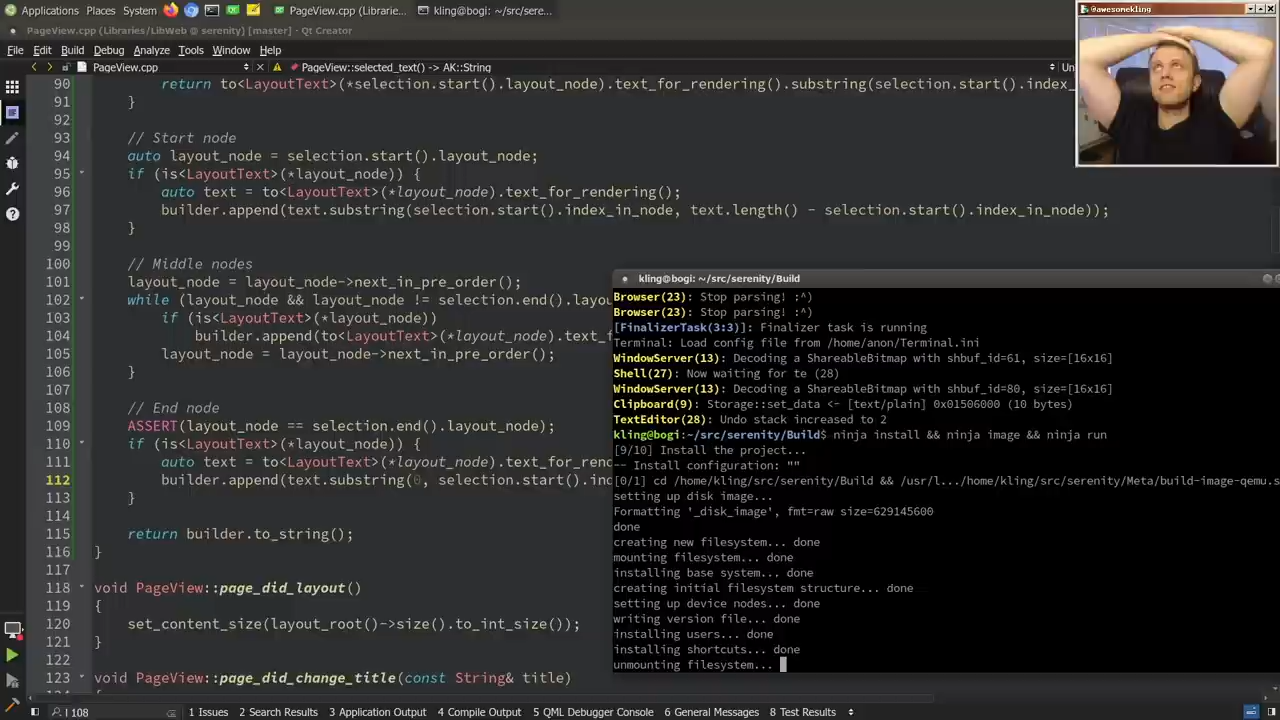 Applications Places System PageView.cpp (Librarie... kling@bogi: ~/src/sere...
PageView.cpp (Libraries/LibWeb @ serenity) [master] - Qt Creator
File Edit Build Debug Analyze Tools Window Help
PageView.cpp PageView::selected_text() -> AK::String
@awesomekling
90 return to<LayoutText>(*selection.start().layout_node).text_for_rendering().substring(selection.start().index_
91 }
92
93 // Start node
94 auto layout_node = selection.start().layout_node;
95 if (is<LayoutText>(*layout_node)) {
96 auto text = to<LayoutText>(*layout_node).text_for_rendering();
97 builder.append(text.substring(selection.start().index_in_node, text.length() - selection.start().index_in_node));
98 }
99
100 // Middle nodes
101 layout_node = layout_node->next_in_pre_order();
102 while (layout_node && layout_node != selection.end().layou
103 if (is<LayoutText>(*layout_node))
104 builder.append(to<LayoutText>(*layout_node).text_f
105 layout_node = layout_node->next_in_pre_order();
106 }
107
108 // End node
109 ASSERT(layout_node == selection.end().layout_node);
110 if (is<LayoutText>(*layout_node)) {
111 auto text = to<LayoutText>(*layout_node).text_for_ren
112 builder.append(text.substring(0, selection.start().ind
113 }
114
115 return builder.to_string();
116 }
117
118 void PageView::page_did_layout()
119 {
120 set_content_size(layout_root()->size().to_int_size());
121 }
122
123 void PageView::page_did_change_title(const String& title)
kling@bogi: ~/src/serenity/Build
Browser(23): Stop parsing! :^)
Browser(23): Stop parsing! :^)
[FinalizerTask(3:3)]: Finalizer task is running
Terminal: Load config file from /home/anon/Terminal.ini
WindowServer(13): Decoding a ShareableBitmap with shbuf_id=61, size=[16x16]
Shell(27): Now waiting for te (28)
WindowServer(13): Decoding a ShareableBitmap with shbuf_id=80, size=[16x16]
Clipboard(9): Storage::set_data <- [text/plain] 0x01506000 (10 bytes)
TextEditor(28): Undo stack increased to 2
kling@bogi:~/src/serenity/Build$ ninja install && ninja image && ninja run
[9/10] Install the project...
-- Install configuration: ""
[0/1] cd /home/kling/src/serenity/Build && /usr/l.../home/kling/src/serenity/Meta/build-image-qemu.s
setting up disk image...
Formatting '_disk_image', fmt=raw size=629145600
done
creating new filesystem... done
mounting filesystem... done
installing base system... done
creating initial filesystem structure... done
setting up device nodes... done
writing version file... done
installing users... done
installing shortcuts... done
unmounting filesystem...
108 1 Issues 2 Search Results 3 Application Output 4 Compile Output 5 QML Debugger Console 6 General Messages 8 Test Results